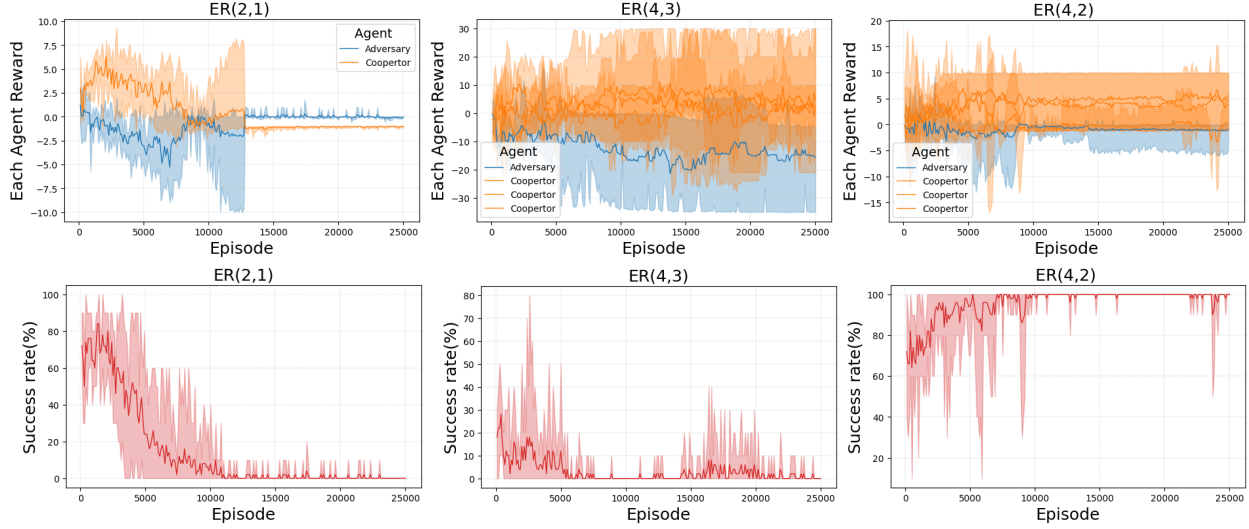 ER(2,1)
10.0
7.5
5.0
2.5
0.0
−2.5
−5.0
−7.5
−10.0
Each Agent Reward
Agent
Adversary
Coopertor
0
5000
10000
15000
20000
25000
Episode
ER(4,3)
30
20
10
0
−10
−20
−30
Each Agent Reward
Agent
Adversary
Coopertor
Coopertor
Coopertor
0
5000
10000
15000
20000
25000
Episode
ER(4,2)
20
15
10
5
0
−5
−10
−15
Each Agent Reward
Agent
Adversary
Coopertor
Coopertor
Coopertor
0
5000
10000
15000
20000
25000
Episode
ER(2,1)
100
80
60
40
20
0
Success rate(%)
0
5000
10000
15000
20000
25000
Episode
ER(4,3)
80
70
60
50
40
30
20
10
0
Success rate(%)
0
5000
10000
15000
20000
25000
Episode
ER(4,2)
100
80
60
40
20
Success rate(%)
0
5000
10000
15000
20000
25000
Episode